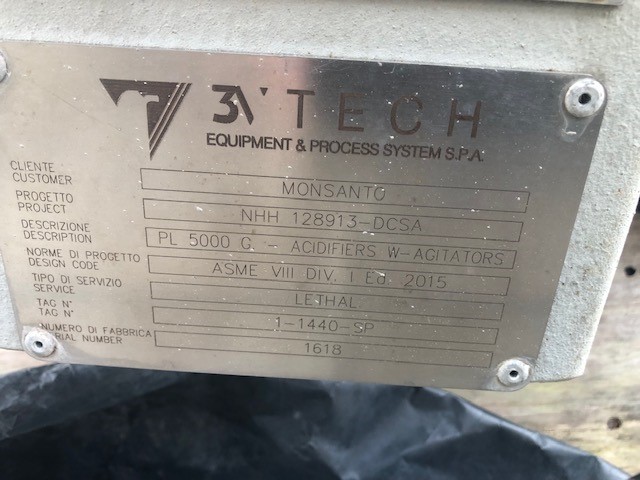 3V TECH
EQUIPMENT & PROCESS SYSTEM S.P.A.
CLIENTE
CUSTOMER
MONSANTO
PROGETTO
PROJECT
NHH 128913-DCSA
DESCRIZIONE
DESCRIPTION
PL 5000 G. - ACIDIFIERS W-AGITATORS
NORME DI PROGETTO
DESIGN CODE
ASME VIII DIV. I Ed. 2015
TIPO DI SERVIZIO
SERVICE
LETHAL
TAG N°
TAG N°
1-1440-SP
NUMERO DI FABBRICA
SERIAL NUMBER
1618